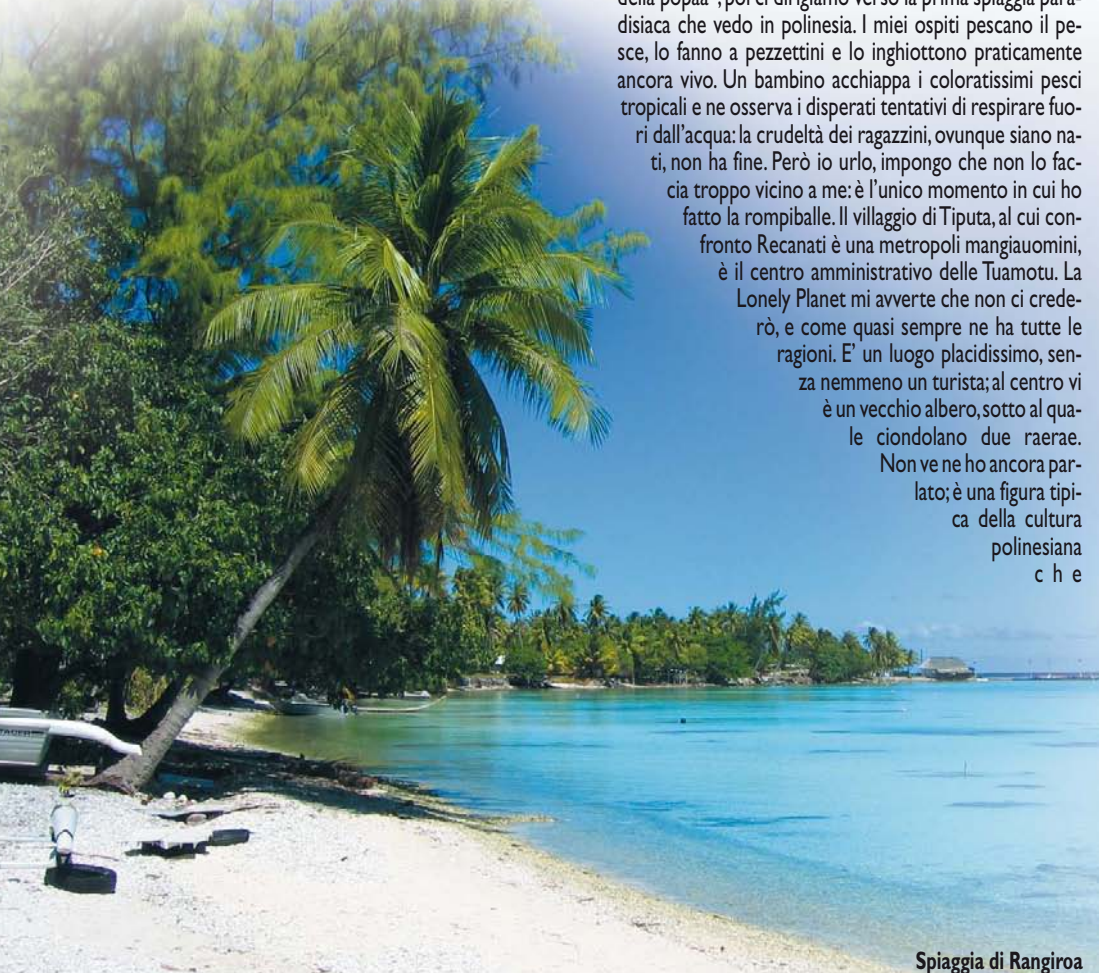 della popaa", poi ci dirigiamo verso la prima spiaggia para-
disiaca che vedo in polinesia. I miei ospiti pescano il pe-
sce, lo fanno a pezzettini e lo inghiottono praticamente
ancora vivo. Un bambino acchiappa i coloratissimi pesci
tropicali e ne osserva i disperati tentativi di respirare fuo-
ri dall'acqua: la crudeltà dei ragazzini, ovunque siano na-
ti, non ha fine. Però io urlo, impongo che non lo fac-
cia troppo vicino a me: è l'unico momento in cui ho
fatto la rompiballe. Il villaggio di Tiputa, al cui con-
fronto Recanati è una metropoli mangiauomini,
è il centro amministrativo delle Tuamotu. La
Lonely Planet mi avverte che non ci crede-
rò, e come quasi sempre ne ha tutte le
ragioni. E' un luogo placidissimo, sen-
za nemmeno un turista; al centro vi
è un vecchio albero, sotto al qua-
le ciondolano due raerae.
Non ve ne ho ancora par-
lato; è una figura tipi-
ca della cultura
polinesiana
c h e
Spiaggia di Rangiroa